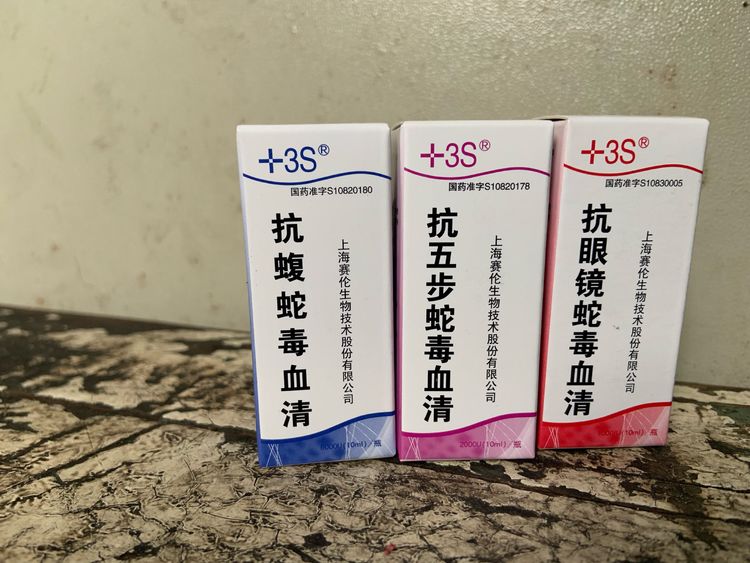 +3S®
国药准字S10820180
抗蝮蛇毒血清
上海赛伦生物技术股份有限公司
6000U(10ml)/瓶
+3S®
国药准字S10820178
抗五步蛇毒血清
上海赛伦生物技术股份有限公司
2000U(10ml)/瓶
+3S®
国药准字S10830005
抗眼镜蛇毒血清
上海赛伦生物技术股份有限公司
(10ml)/瓶